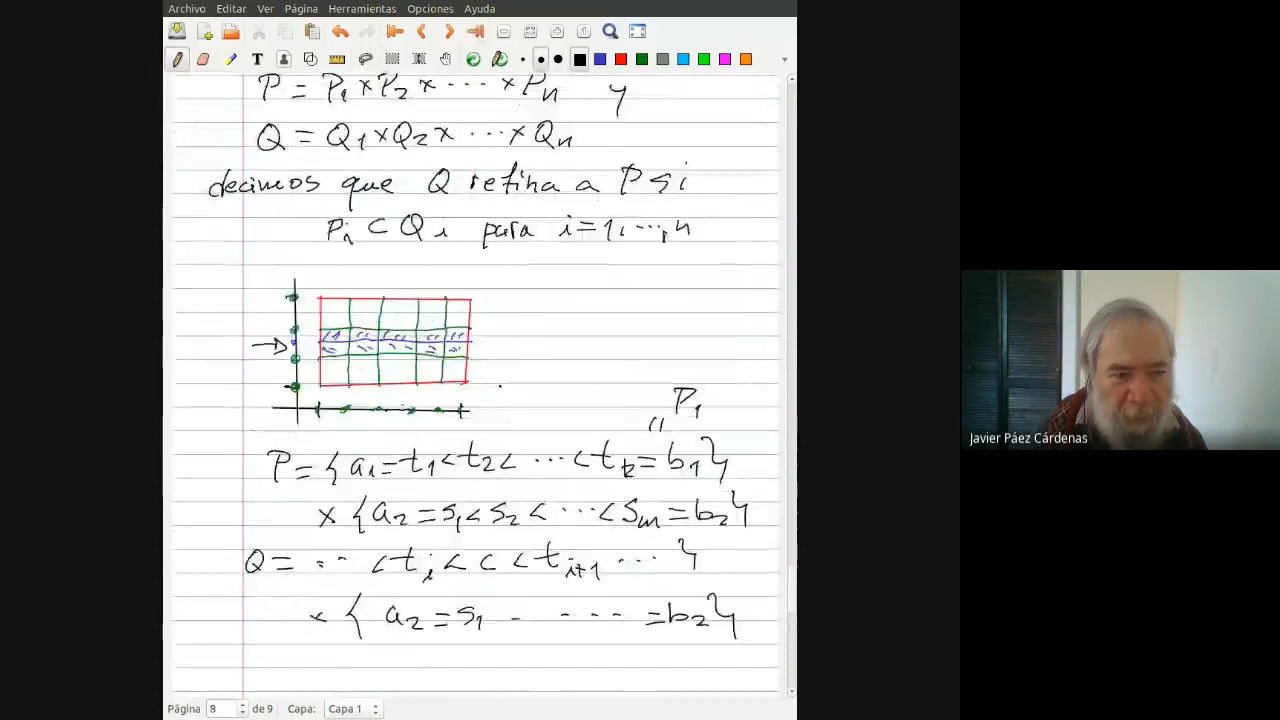 Archivo Editar Ver Página Herramientas Opciones Ayuda
P = P₁ × P₂ × ··· × Pₙ y
Q = Q₁ × Q₂ × ··· × Qₙ
decimos que Q refina a P si
Pᵢ ⊂ Qᵢ para i = 1, ..., n
P₁
"
P = { a₁ = t₁ < t₂ < ··· < tₖ = b₁ }
× { a₂ = s₁ < s₂ < ··· < sₘ = b₂ }
Q = ·· < tᵢ < c < tᵢ₊₁ ··· }
× { a₂ = s₁ - ··· = b₂ }
Javier Páez Cárdenas
Página 8 de 9 Capa: Capa 1